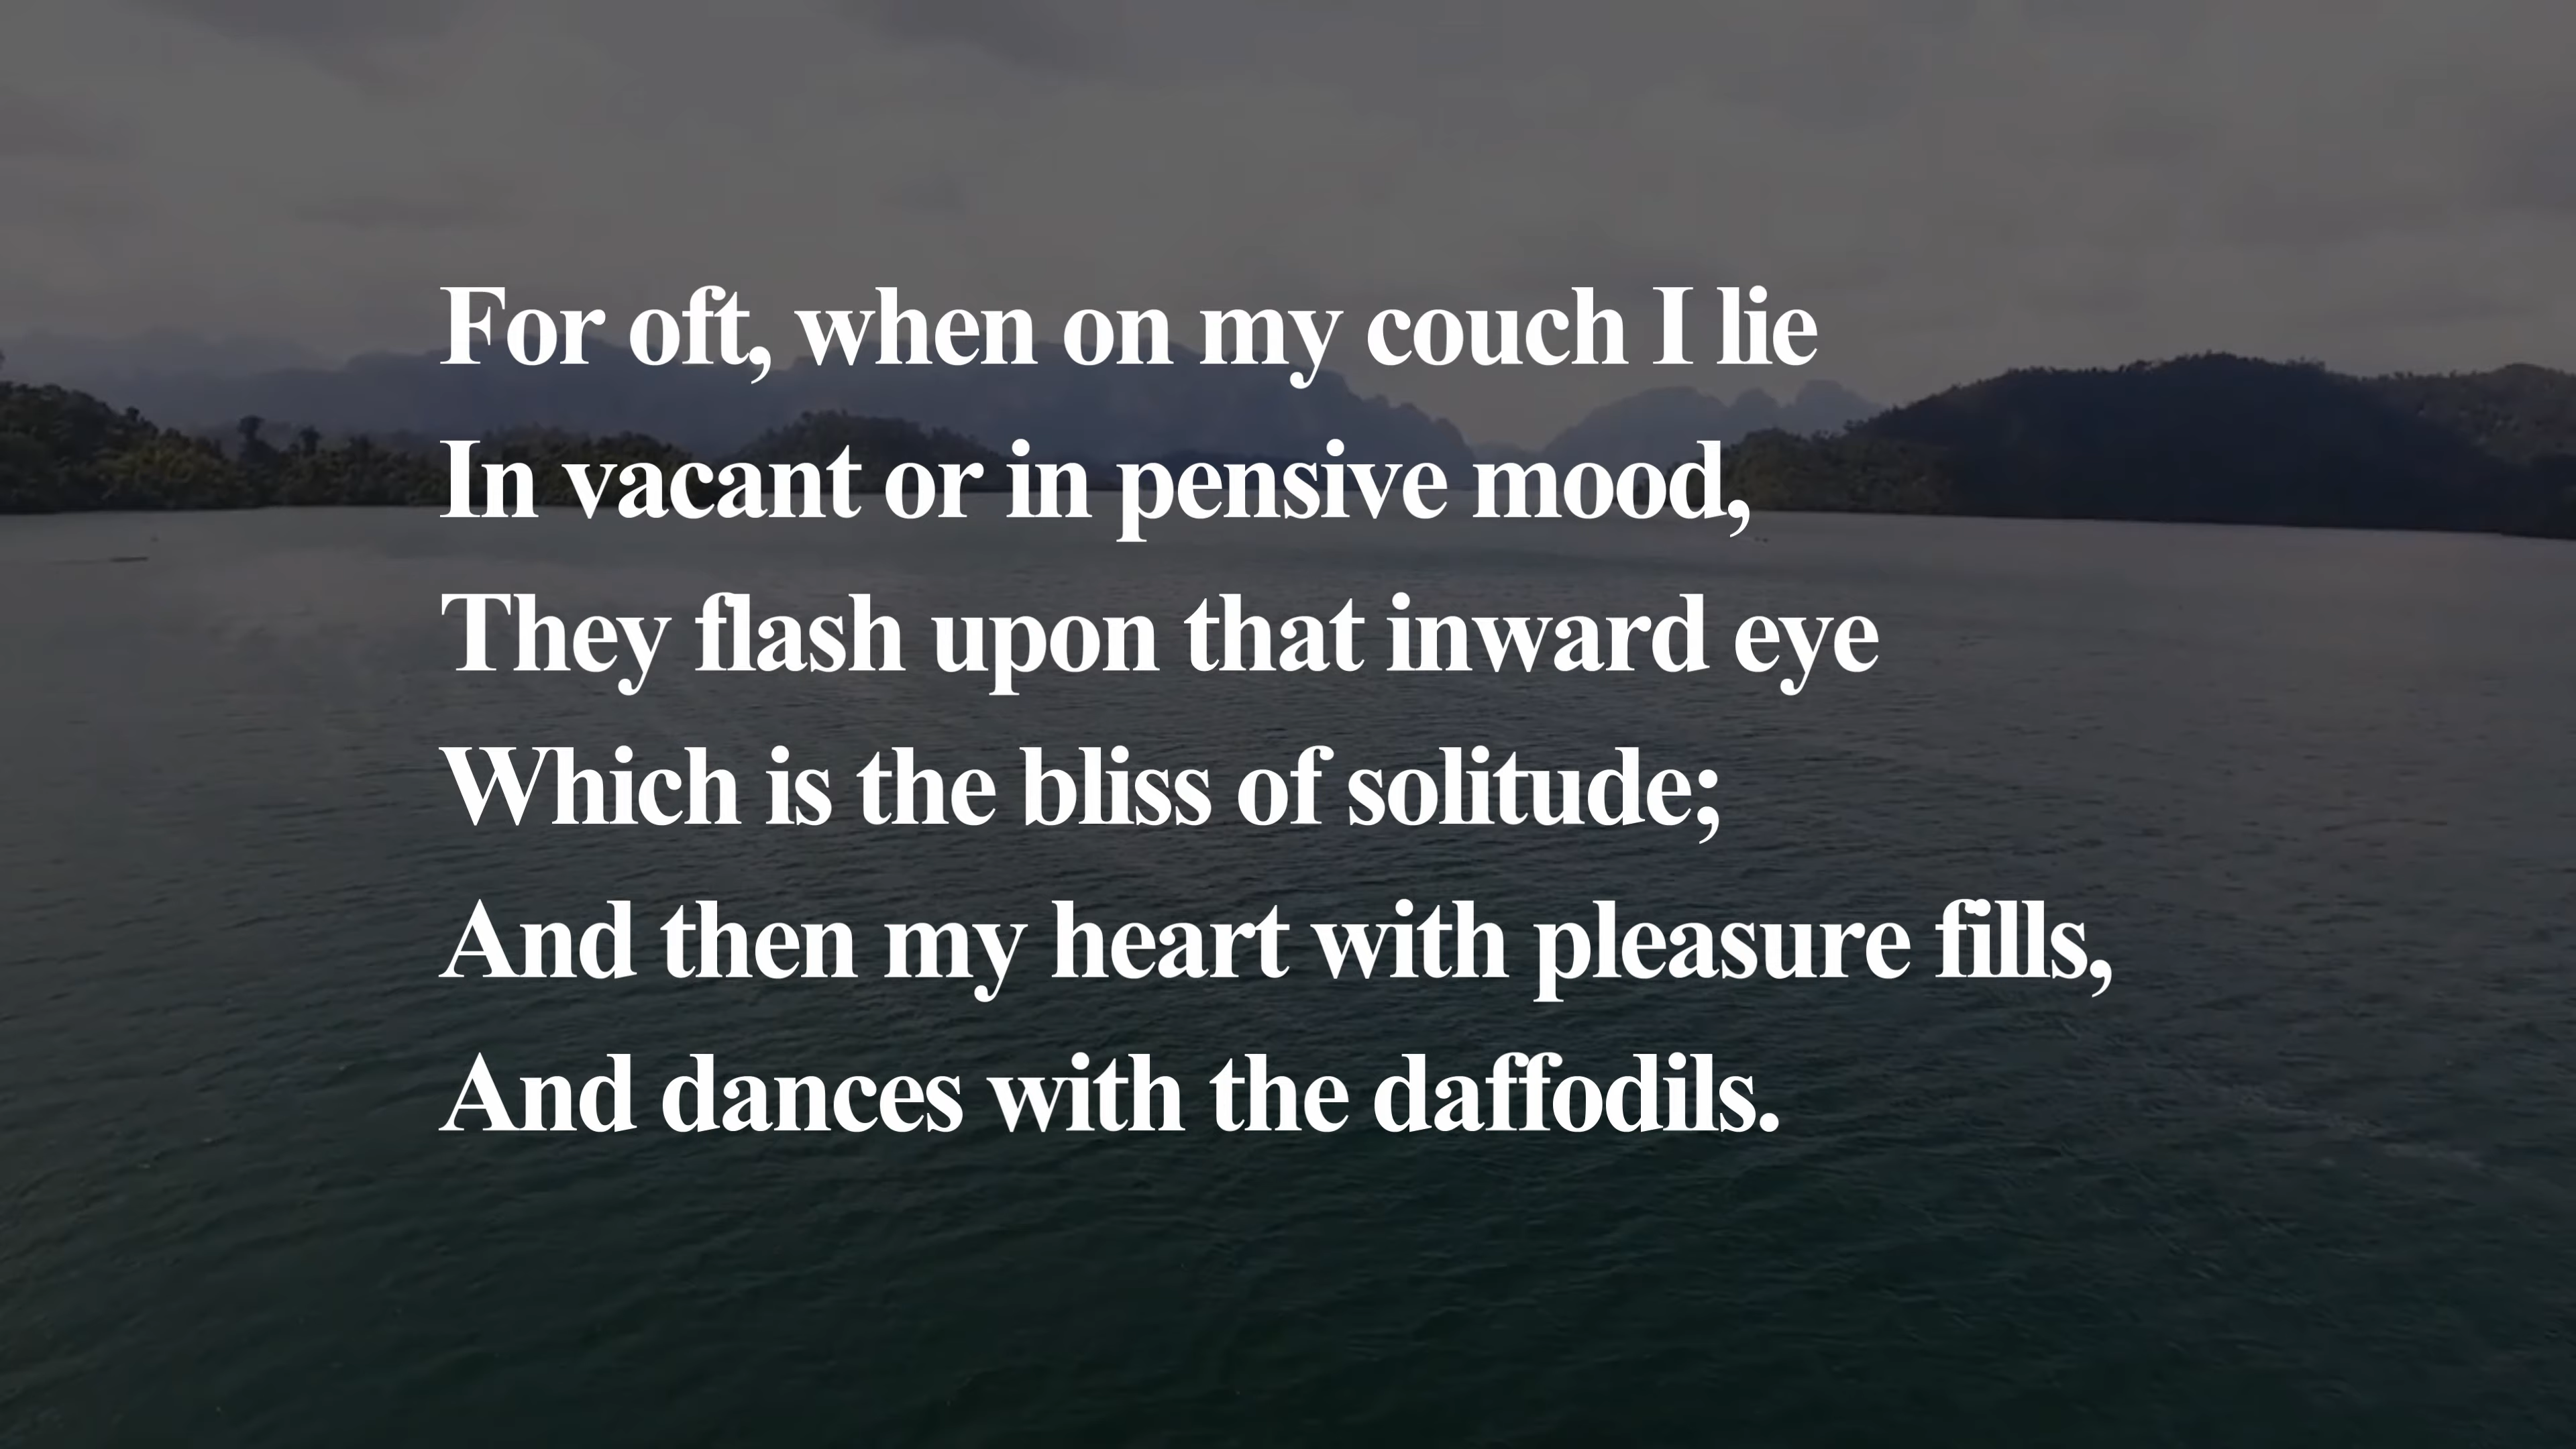 For oft, when on my couch I lie
In vacant or in pensive mood,
They flash upon that inward eye
Which is the bliss of solitude;
And then my heart with pleasure fills,
And dances with the daffodils.